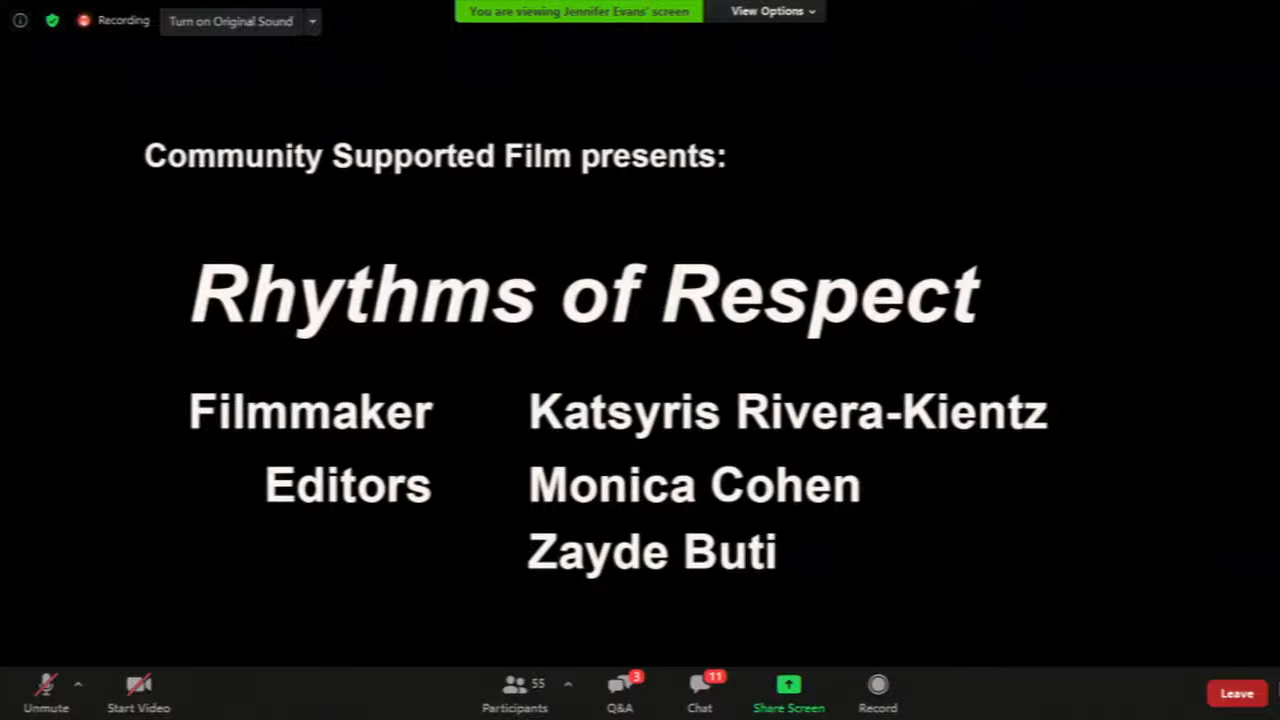 Recording
Turn on Original Sound
You are viewing Jennifer Evans' screen
View Options
Community Supported Film presents:
Rhythms of Respect
Filmmaker Katsyris Rivera-Kientz
Editors Monica Cohen
Zayde Buti
55
3
11
Unmute
Start Video
Participants
Q&A
Chat
Share Screen
Record
Leave